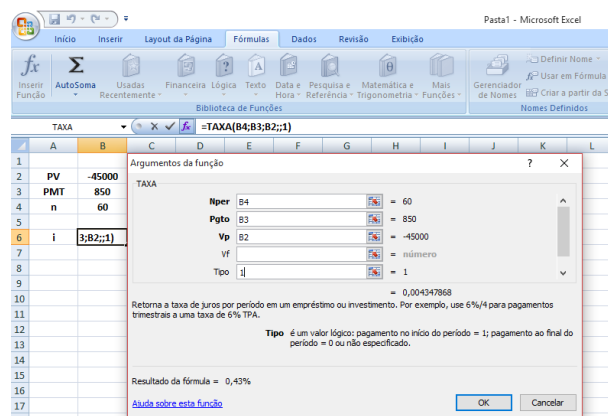 Pasta1 - Microsoft Excel
Início Inserir Layout da Página Fórmulas Dados Revisão Exibição
fx Σ A ? θ
Inserir Função AutoSoma Usadas Recentemente Financeira Lógica Texto Data e Hora Pesquisa e Referência Matemática e Trigonometria Mais Funções Gerenciador de Nomes Definir Nome
Usar em Fórmula
Criar a partir da S
Biblioteca de Funções Nomes Definidos
TAXA fx =TAXA(B4;B3;B2;;1)
A B C D E F G H I J K L
1 Argumentos da função ? X
2 PV -45000
TAXA
3 PMT 850
Nper B4 = 60
4 n 60
Pgto B3 = 850
5
Vp B2 = -45000
6 i 3;B2;;1)
Vf = número
7
Tipo 1 = 1
8
= 0,004347868
9
Retorna a taxa de juros por período em um empréstimo ou investimento. Por exemplo, use 6%/4 para pagamentos
10
trimestrais a uma taxa de 6% TPA.
11
12
Tipo é um valor lógico: pagamento no início do período = 1; pagamento ao final do
13
período = 0 ou não especificado.
14
15
Resultado da fórmula = 0,43%
16
Ajuda sobre esta função OK Cancelar
17